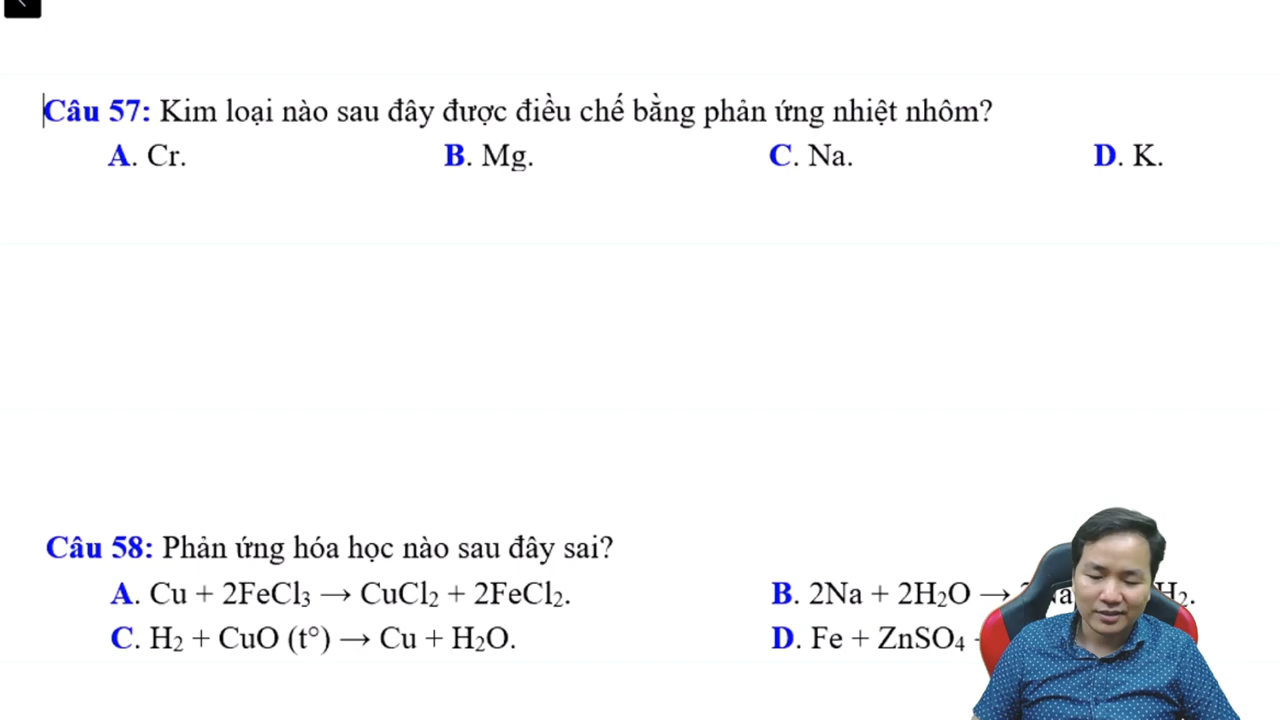 Câu 57: Kim loại nào sau đây được điều chế bằng phản ứng nhiệt nhôm?
A. Cr. B. Mg. C. Na. D. K.
Câu 58: Phản ứng hóa học nào sau đây sai?
A. Cu + 2FeCl₃ → CuCl₂ + 2FeCl₂. B. 2Na + 2H₂O → H₂.
C. H₂ + CuO (t°) → Cu + H₂O. D. Fe + ZnSO₄